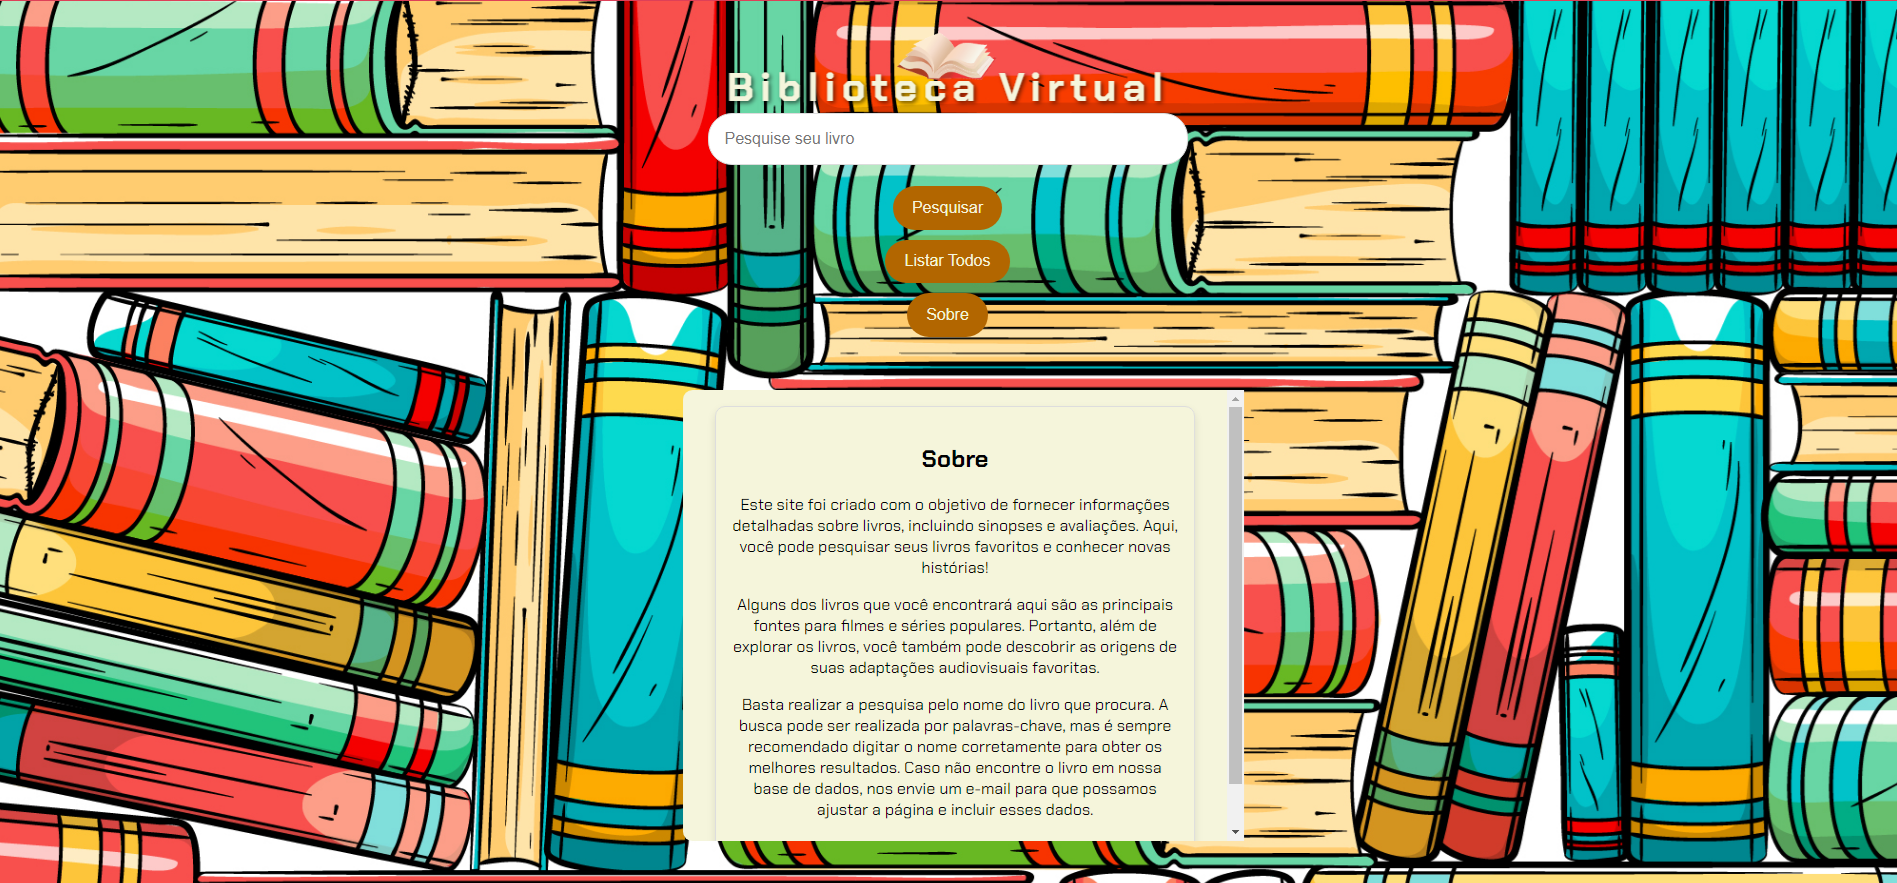 Biblioteca Virtual
Pesquise seu livro
Pesquisar
Listar Todos
Sobre
Sobre
Este site foi criado com o objetivo de fornecer informações
detalhadas sobre livros, incluindo sinopses e avaliações. Aqui,
você pode pesquisar seus livros favoritos e conhecer novas
histórias!
Alguns dos livros que você encontrará aqui são as principais
fontes para filmes e séries populares. Portanto, além de
explorar os livros, você também pode descobrir as origens de
suas adaptações audiovisuais favoritas.
Basta realizar a pesquisa pelo nome do livro que procura. A
busca pode ser realizada por palavras-chave, mas é sempre
recomendado digitar o nome corretamente para obter os
melhores resultados. Caso não encontre o livro em nossa
base de dados, nos envie um e-mail para que possamos
ajustar a página e incluir esses dados.